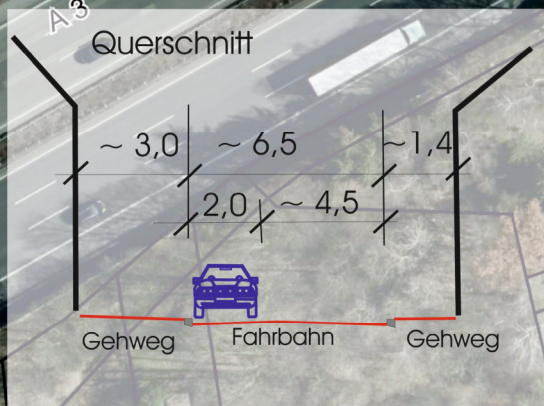 A 3
Querschnitt
~ 3,0 ~ 6,5 ~1,4
2,0 ~ 4,5
Gehweg Fahrbahn Gehweg